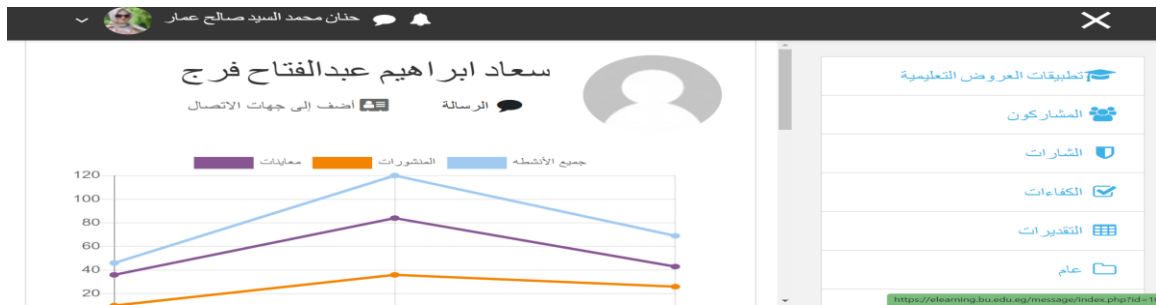 حنان محمد السيد صالح عمار
سعاد ابراهيم عبدالفتاح فرج
الرسالة
أضف إلى جهات الاتصال
جميع الأنشطه
المنشورات
معاينات
120
100
80
60
40
20
تطبيقات العروض التعليمية
المشاركون
الشارات
الكفاءات
التقديرات
عام
https://elearning.bu.edu.eg/message/index.php?id=1